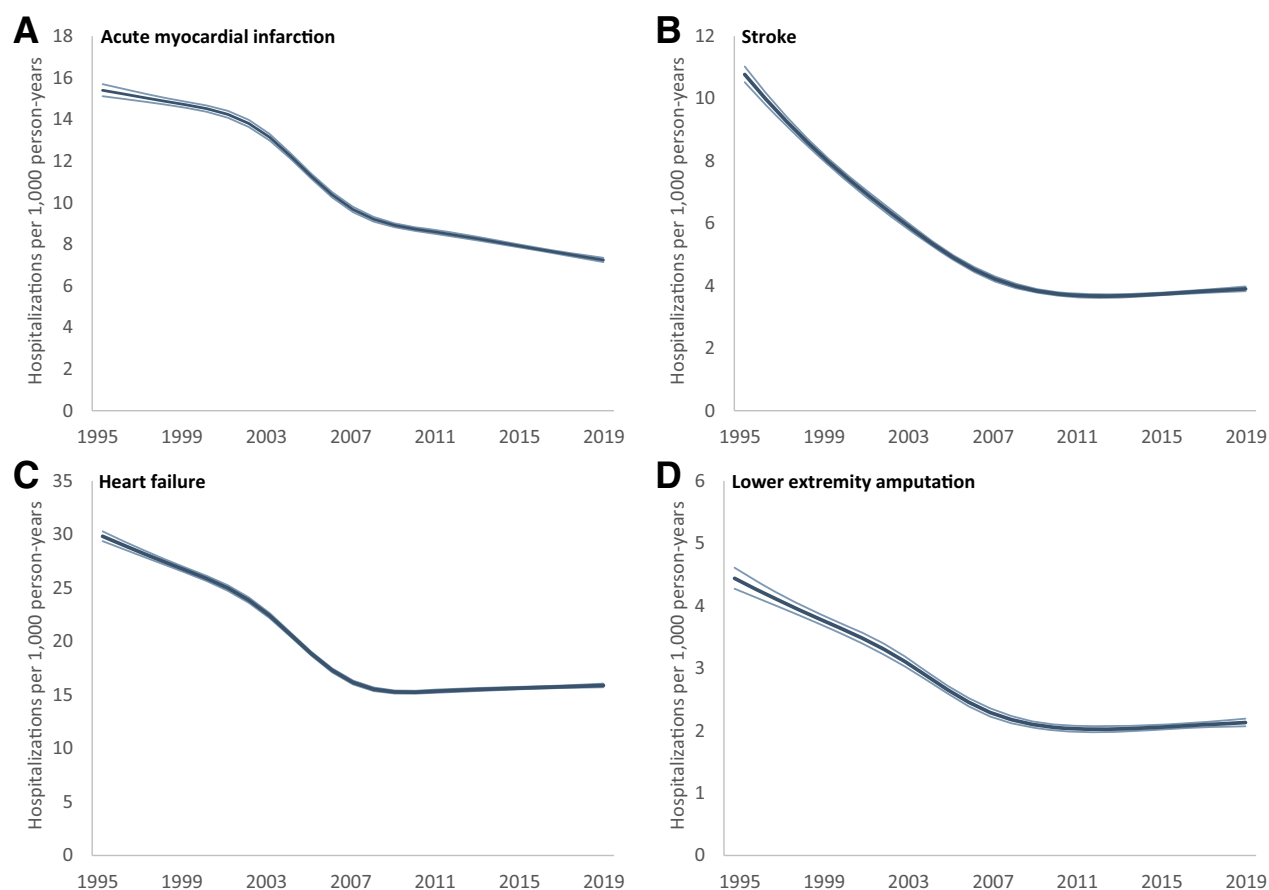 A
Acute myocardial infarction
Hospitalizations per 1,000 person-years
18
16
14
12
10
8
6
4
2
0
1995 1999 2003 2007 2011 2015 2019
B
Stroke
Hospitalizations per 1,000 person-years
12
10
8
6
4
2
0
1995 1999 2003 2007 2011 2015 2019
C
Heart failure
Hospitalizations per 1,000 person-years
35
30
25
20
15
10
5
0
1995 1999 2003 2007 2011 2015 2019
D
Lower extremity amputation
Hospitalizations per 1,000 person-years
6
5
4
3
2
1
0
1995 1999 2003 2007 2011 2015 2019